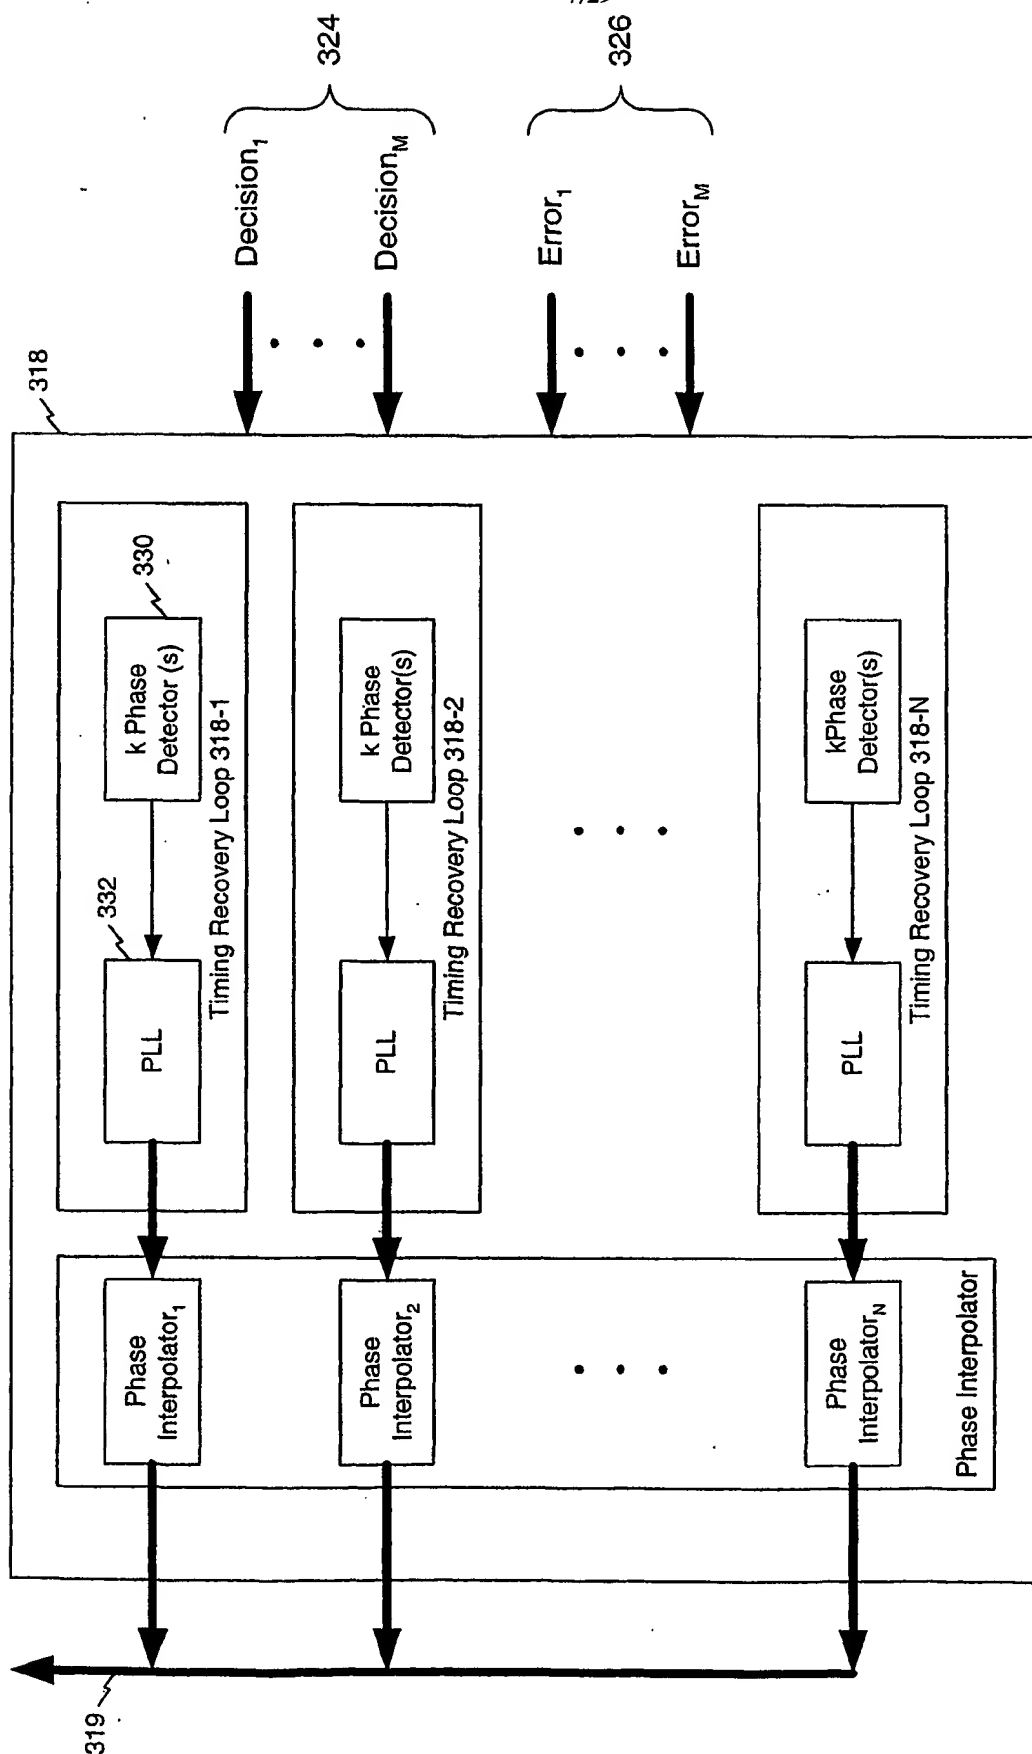 318
324
326
Decision1
DecisionM
Error1
ErrorM
330
k Phase
Detector (s)
332
PLL
Timing Recovery Loop 318-1
Phase
Interpolator1
k Phase
Detector(s)
PLL
Timing Recovery Loop 318-2
Phase
Interpolator2
kPhase
Detector(s)
PLL
Timing Recovery Loop 318-N
Phase
InterpolatorN
Phase Interpolator
319